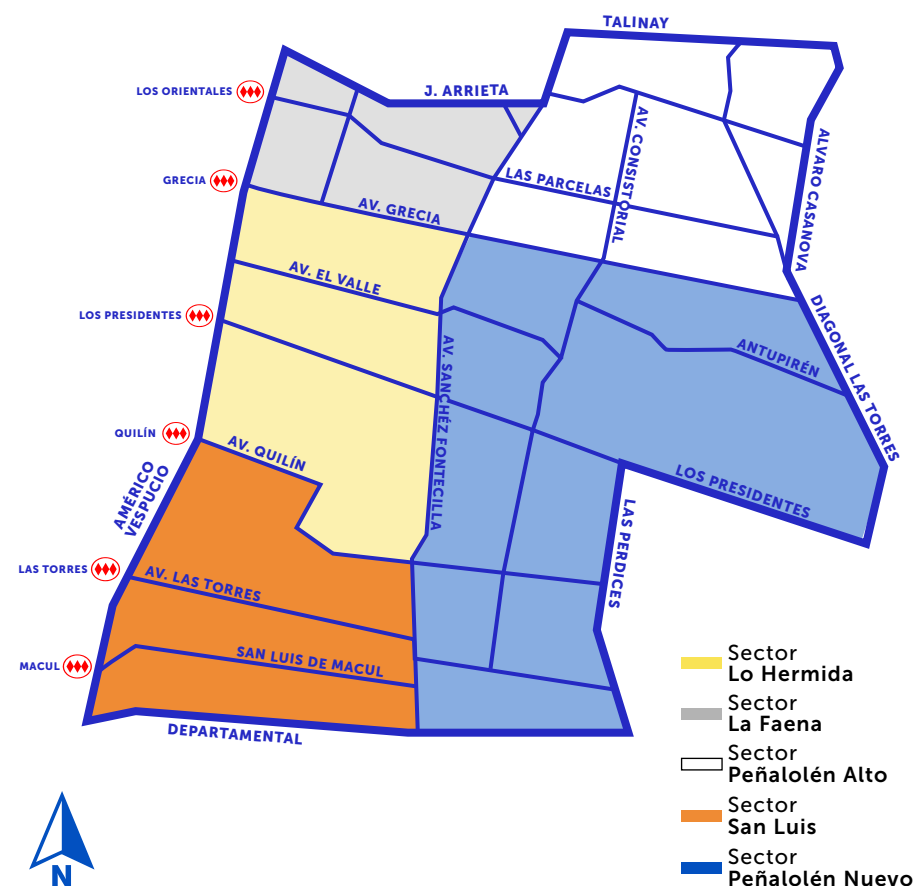 TALINAY
J. ARRIETA
LOS ORIENTALES
AV. CONSISTORIAL
ALVARO CASANOVA
GRECIA
LAS PARCELAS
AV. GRECIA
AV. EL VALLE
LOS PRESIDENTES
DIAGONAL LAS TORRES
ANTUPIRÉN
AV. SANCHÉZ FONTECILLA
QUILÍN
AV. QUILÍN
AMÉRICO
VESPUCIO
LOS PRESIDENTES
LAS PERDICES
LAS TORRES
AV. LAS TORRES
MACUL
SAN LUIS DE MACUL
DEPARTAMENTAL
Sector
Lo Hermida
Sector
La Faena
Sector
Peñalolén Alto
Sector
San Luis
Sector
Peñalolén Nuevo
N